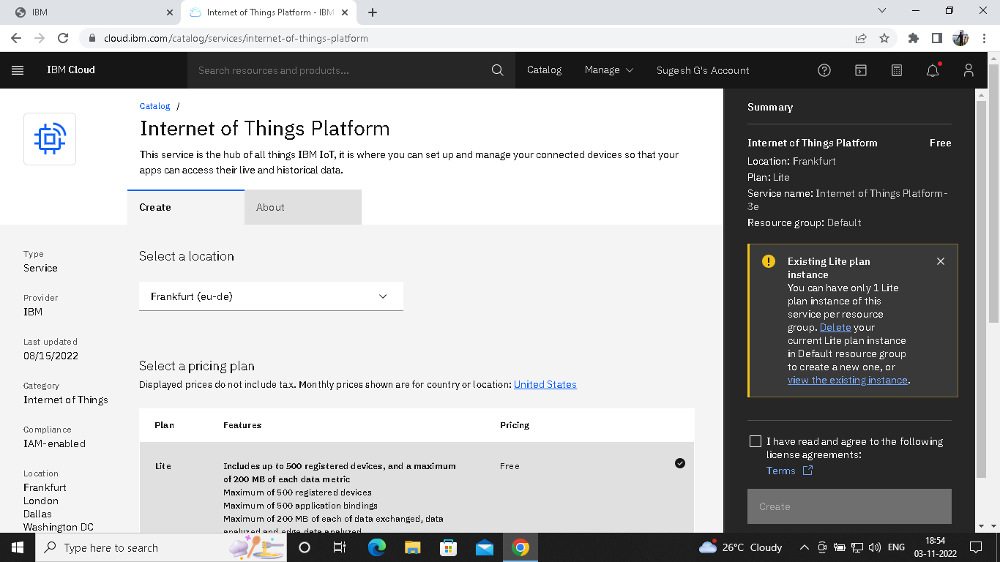 IBM
Internet of Things Platform - IBM
cloud.ibm.com/catalog/services/internet-of-things-platform
IBM Cloud
Search resources and products...
Catalog
Manage
Sugesh G's Account
Catalog /
Internet of Things Platform
This service is the hub of all things IBM IoT, it is where you can set up and manage your connected devices so that your
apps can access their live and historical data.
Create
About
Type
Service
Provider
IBM
Last updated
08/15/2022
Category
Internet of Things
Compliance
IAM-enabled
Location
Frankfurt
London
Dallas
Washington DC
Select a location
Frankfurt (eu-de)
Select a pricing plan
Displayed prices do not include tax. Monthly prices shown are for country or location: United States
Plan Features Pricing
Lite
Includes up to 500 registered devices, and a maximum
of 200 MB of each data metric
Maximum of 500 registered devices
Maximum of 500 application bindings
Maximum of 200 MB of each of data exchanged, data
analyzed and edge data analyzed
Free
Summary
Internet of Things Platform Free
Location: Frankfurt
Plan: Lite
Service name: Internet of Things Platform-
3e
Resource group: Default
Existing Lite plan
instance
You can have only 1 Lite
plan instance of this
service per resource
group. Delete your
current Lite plan instance
in Default resource group
to create a new one, or
view the existing instance.
I have read and agree to the following
license agreements:
Terms
Create
Type here to search
26°C Cloudy
ENG
18:54
03-11-2022